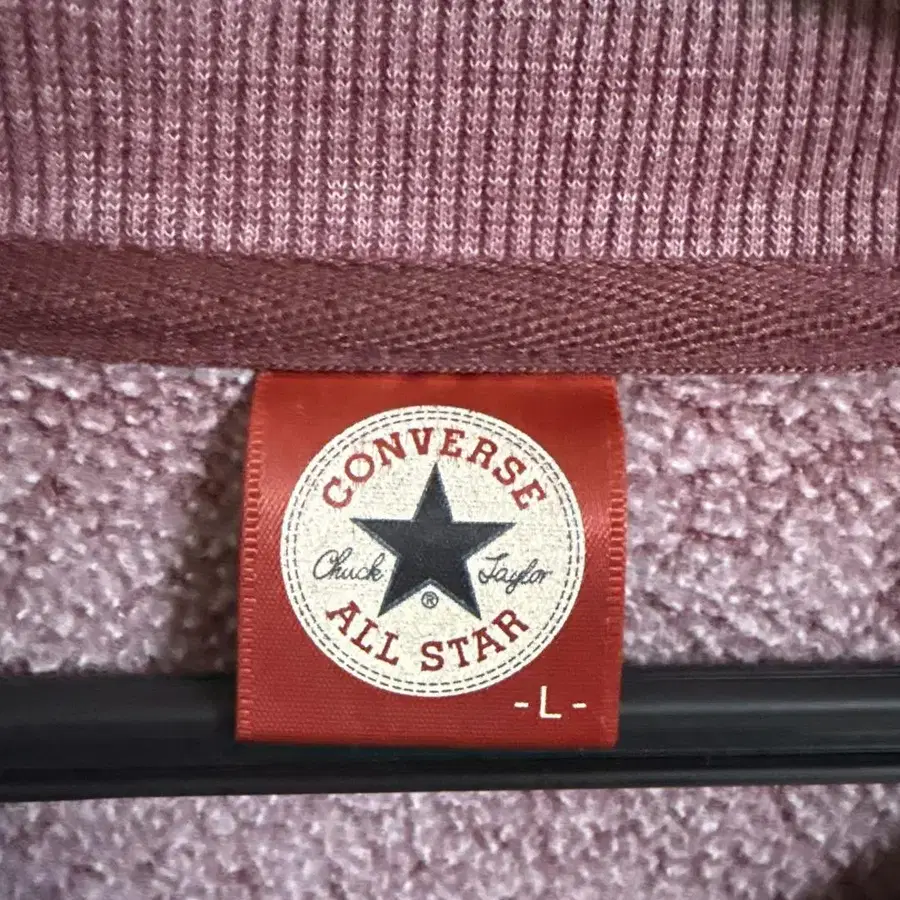 CONVERSE
Chuck Taylor
®
ALL STAR
-L-